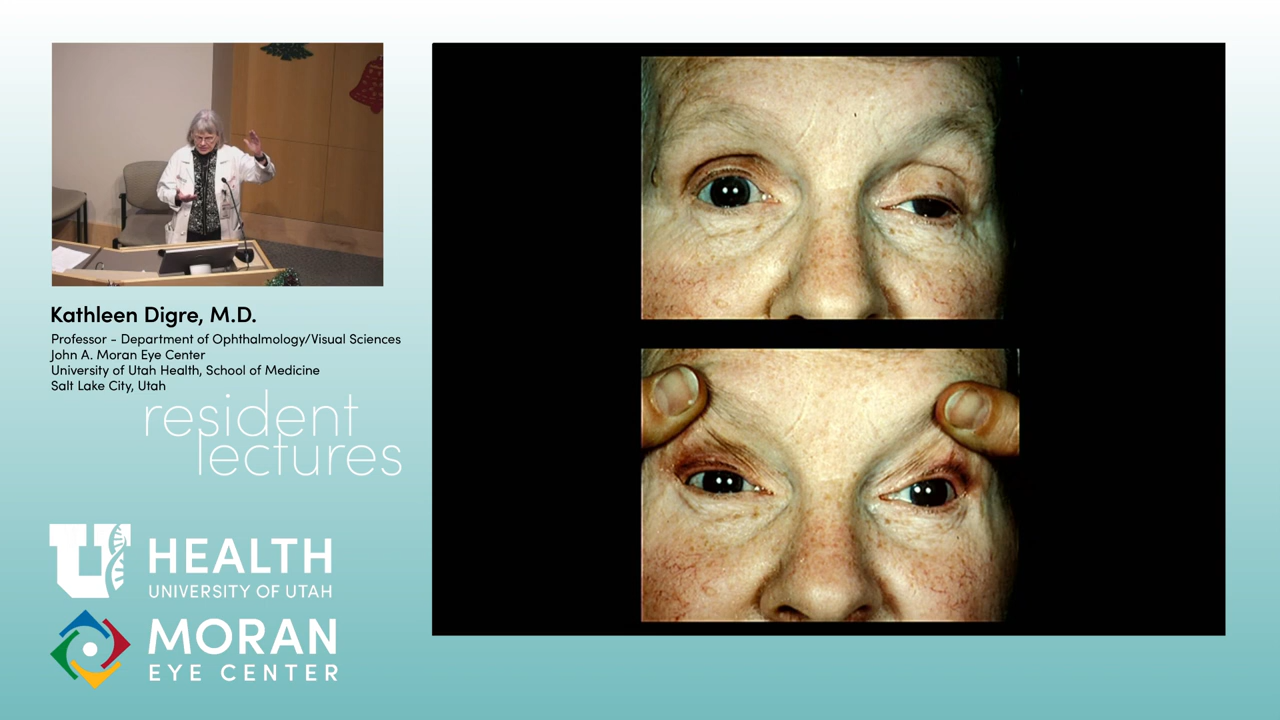 Kathleen Digre, M.D.
Professor - Department of Ophthalmology/Visual Sciences
John A. Moran Eye Center
University of Utah Health, School of Medicine
Salt Lake City, Utah
resident
lectures
U HEALTH
UNIVERSITY OF UTAH
MORAN
EYE CENTER